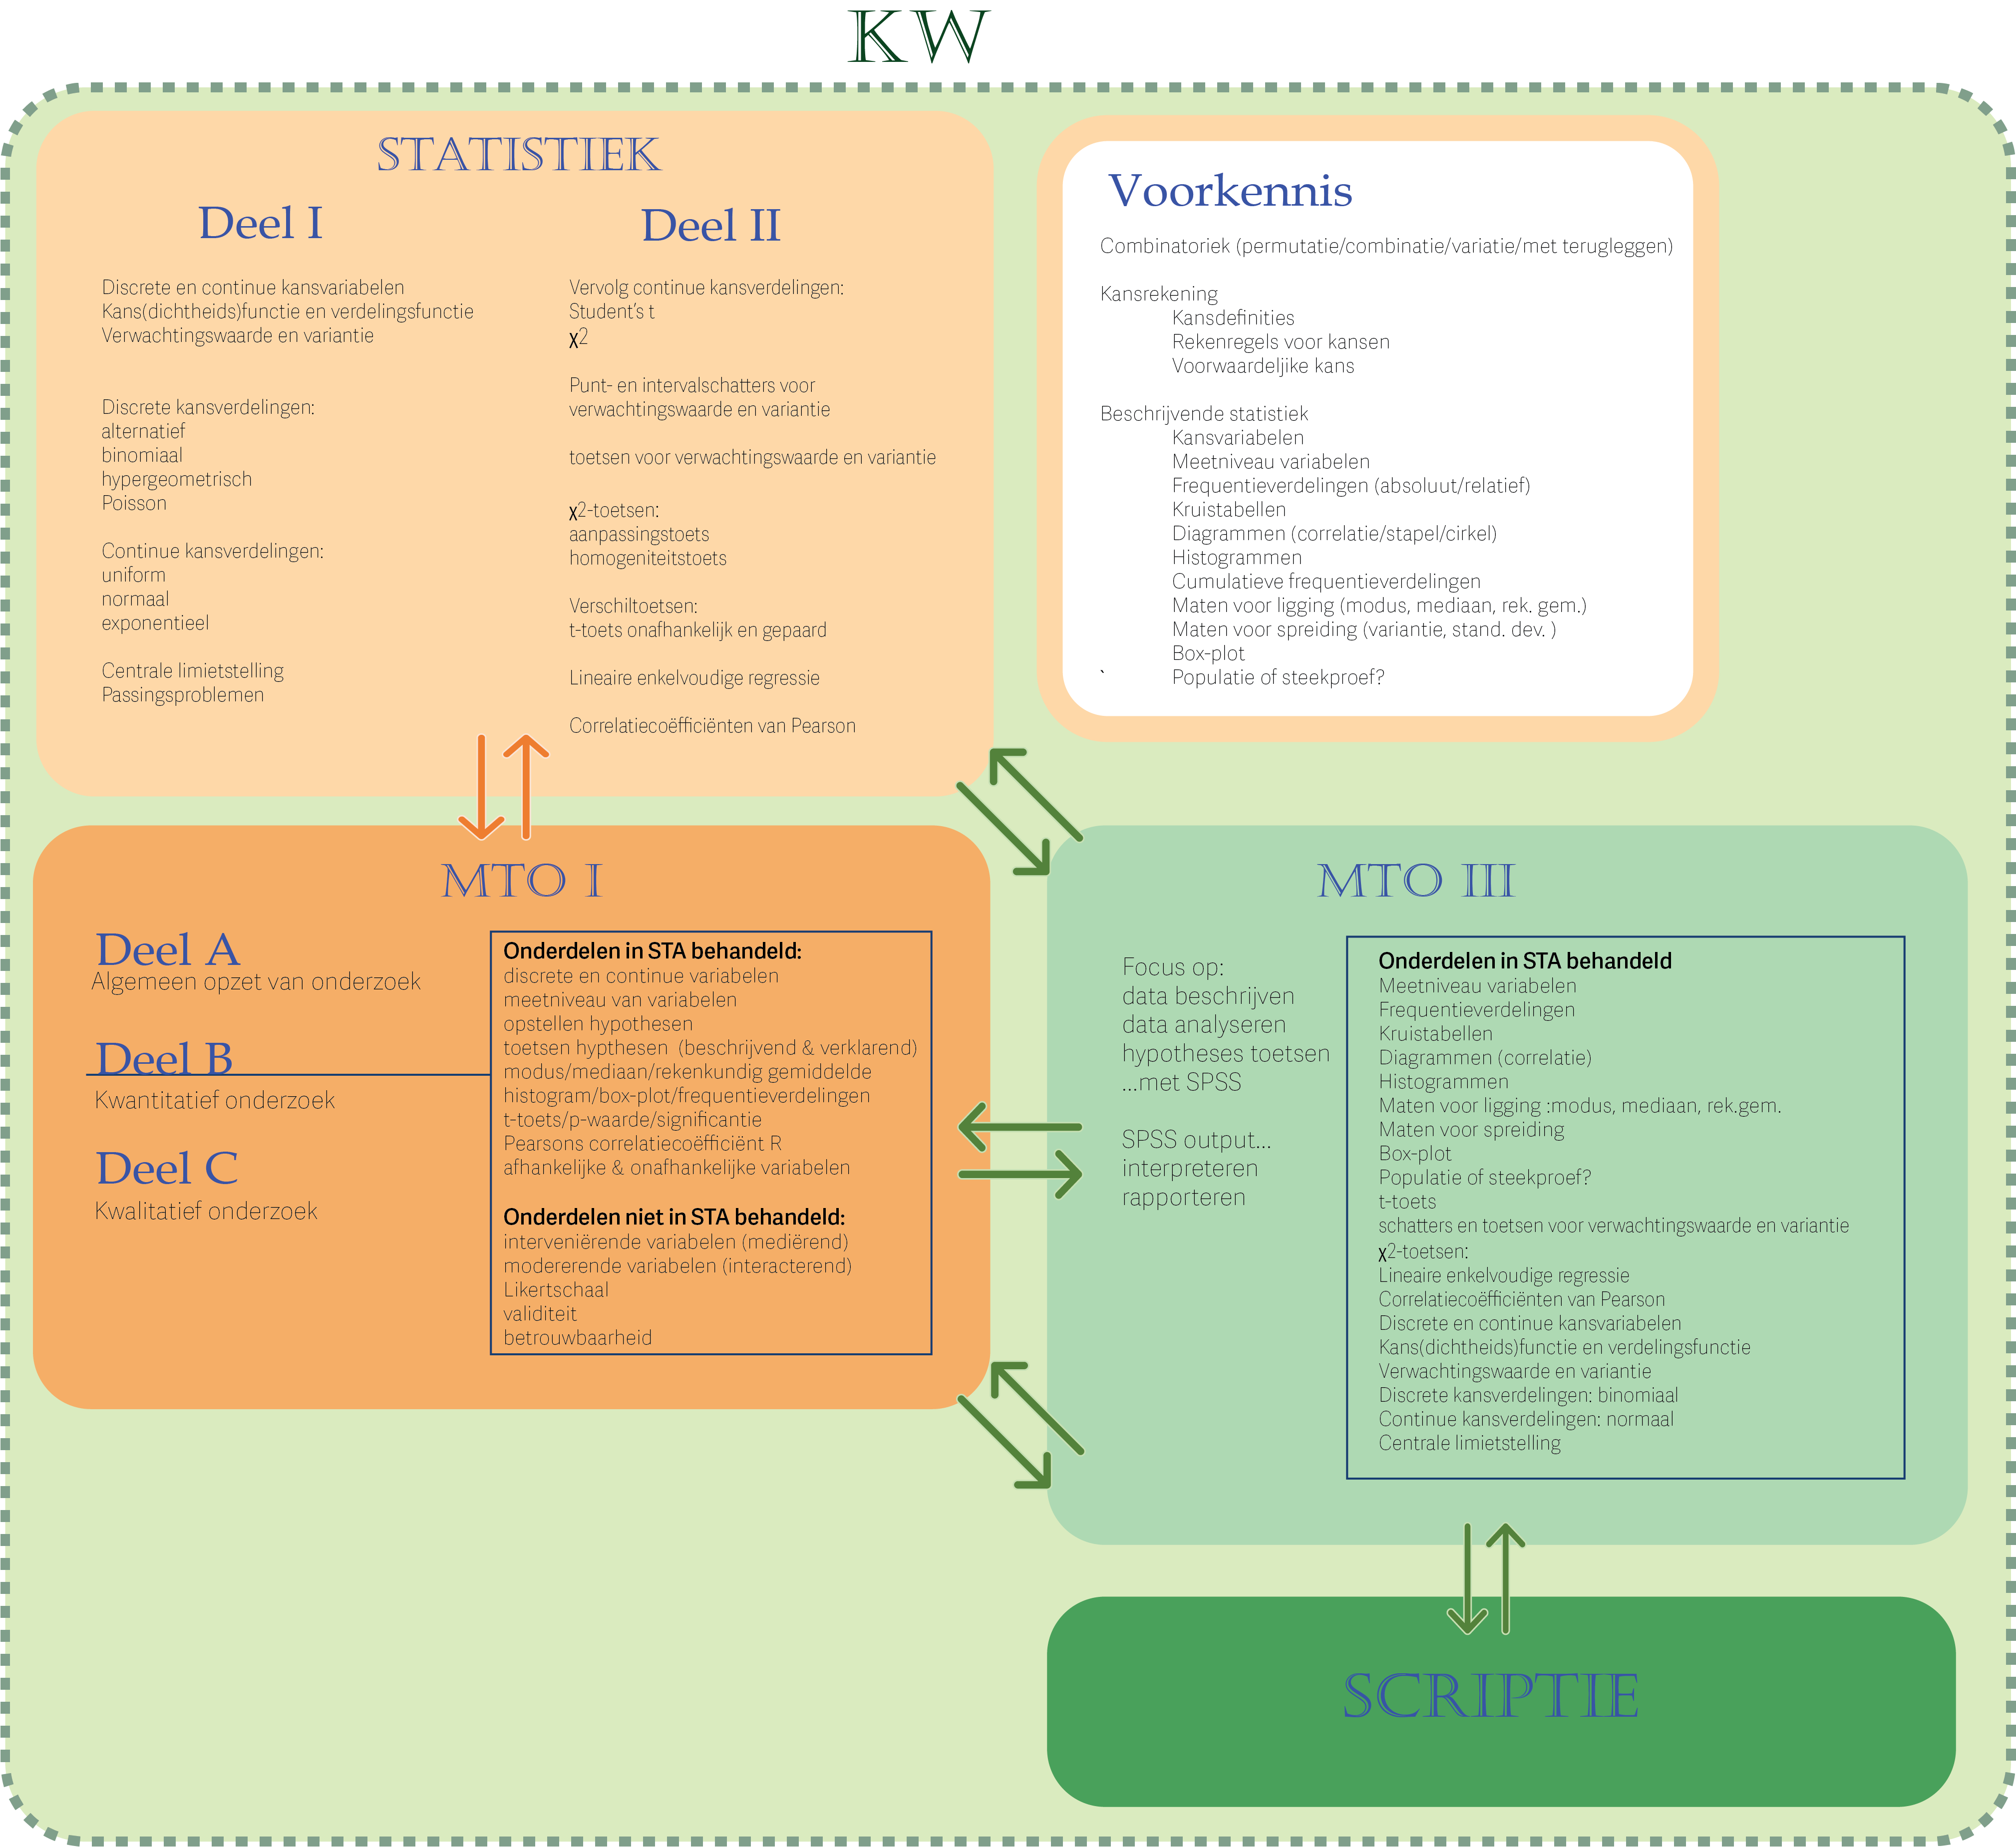 KW
STATISTIEK
Deel I
Discrete en continue kansvariabelen
Kans(dichtheids)functie en verdelingsfunctie
Verwachtingswaarde en variantie
Discrete kansverdelingen:
alternatief
binomiaal
hypergeometrisch
Poisson
Continue kansverdelingen:
uniform
normaal
exponentieel
Centrale limietstelling
Passingsproblemen
Deel II
Vervolg continue kansverdelingen:
Student’s t
χ2
Punt- en intervalschatters voor
verwachtingswaarde en variantie
toetsen voor verwachtingswaarde en variantie
χ2-toetsen:
aanpassingstoets
homogeniteitstoets
Verschiltoetsen:
t-toets onafhankelijk en gepaard
Lineaire enkelvoudige regressie
Correlatiecoëfficiënten van Pearson
Voorkennis
Combinatoriek (permutatie/combinatie/variatie/met terugleggen)
Kansrekening
Kansdefinities
Rekenregels voor kansen
Voorwaardeljike kans
Beschrijvende statistiek
Kansvariabelen
Meetniveau variabelen
Frequentieverdelingen (absoluut/relatief)
Kruistabellen
Diagrammen (correlatie/stapel/cirkel)
Histogrammen
Cumulatieve frequentieverdelingen
Maten voor ligging (modus, mediaan, rek. gem.)
Maten voor spreiding (variantie, stand. dev. )
Box-plot
` Populatie of steekproef?
MTO I
Deel A
Algemeen opzet van onderzoek
Deel B
Kwantitatief onderzoek
Deel C
Kwalitatief onderzoek
Onderdelen in STA behandeld:
discrete en continue variabelen
meetniveau van variabelen
opstellen hypothesen
toetsen hypthesen (beschrijvend & verklarend)
modus/mediaan/rekenkundig gemiddelde
histogram/box-plot/frequentieverdelingen
t-toets/p-waarde/significantie
Pearsons correlatiecoëfficiënt R
afhankelijke & onafhankelijke variabelen
Onderdelen niet in STA behandeld:
interveniërende variabelen (mediërend)
modererende variabelen (interacterend)
Likertschaal
validiteit
betrouwbaarheid
MTO III
Focus op:
data beschrijven
data analyseren
hypotheses toetsen
...met SPSS
SPSS output...
interpreteren
rapporteren
Onderdelen in STA behandeld
Meetniveau variabelen
Frequentieverdelingen
Kruistabellen
Diagrammen (correlatie)
Histogrammen
Maten voor ligging :modus, mediaan, rek.gem.
Maten voor spreiding
Box-plot
Populatie of steekproef?
t-toets
schatters en toetsen voor verwachtingswaarde en variantie
χ2-toetsen:
Lineaire enkelvoudige regressie
Correlatiecoëfficiënten van Pearson
Discrete en continue kansvariabelen
Kans(dichtheids)functie en verdelingsfunctie
Verwachtingswaarde en variantie
Discrete kansverdelingen: binomiaal
Continue kansverdelingen: normaal
Centrale limietstelling
SCRIPTIE